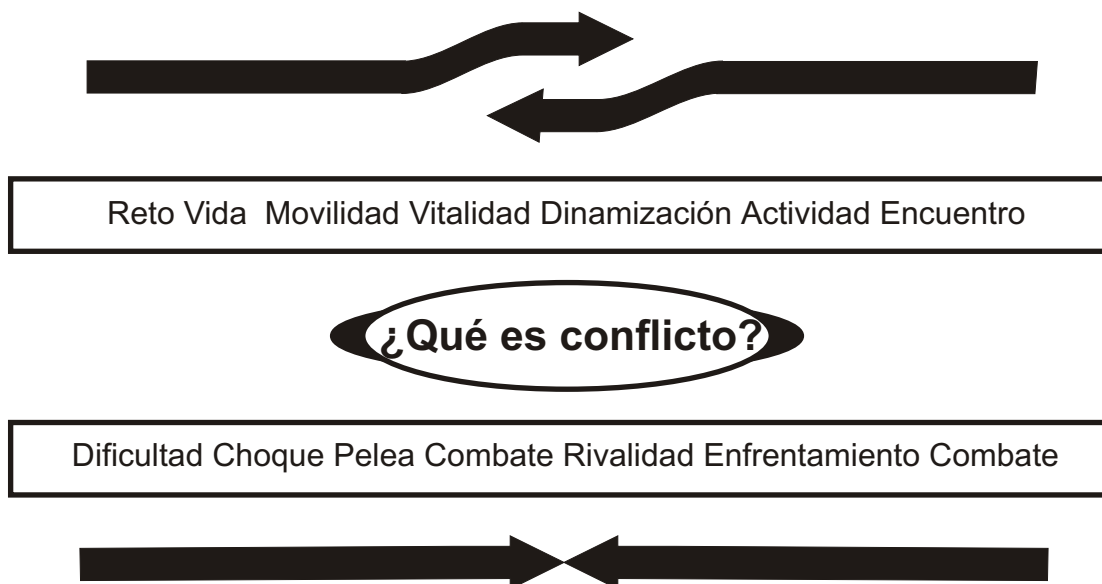 Reto Vida  Movilidad Vitalidad Dinamización Actividad Encuentro
¿Qué es conflicto?
Dificultad Choque Pelea Combate Rivalidad Enfrentamiento Combate